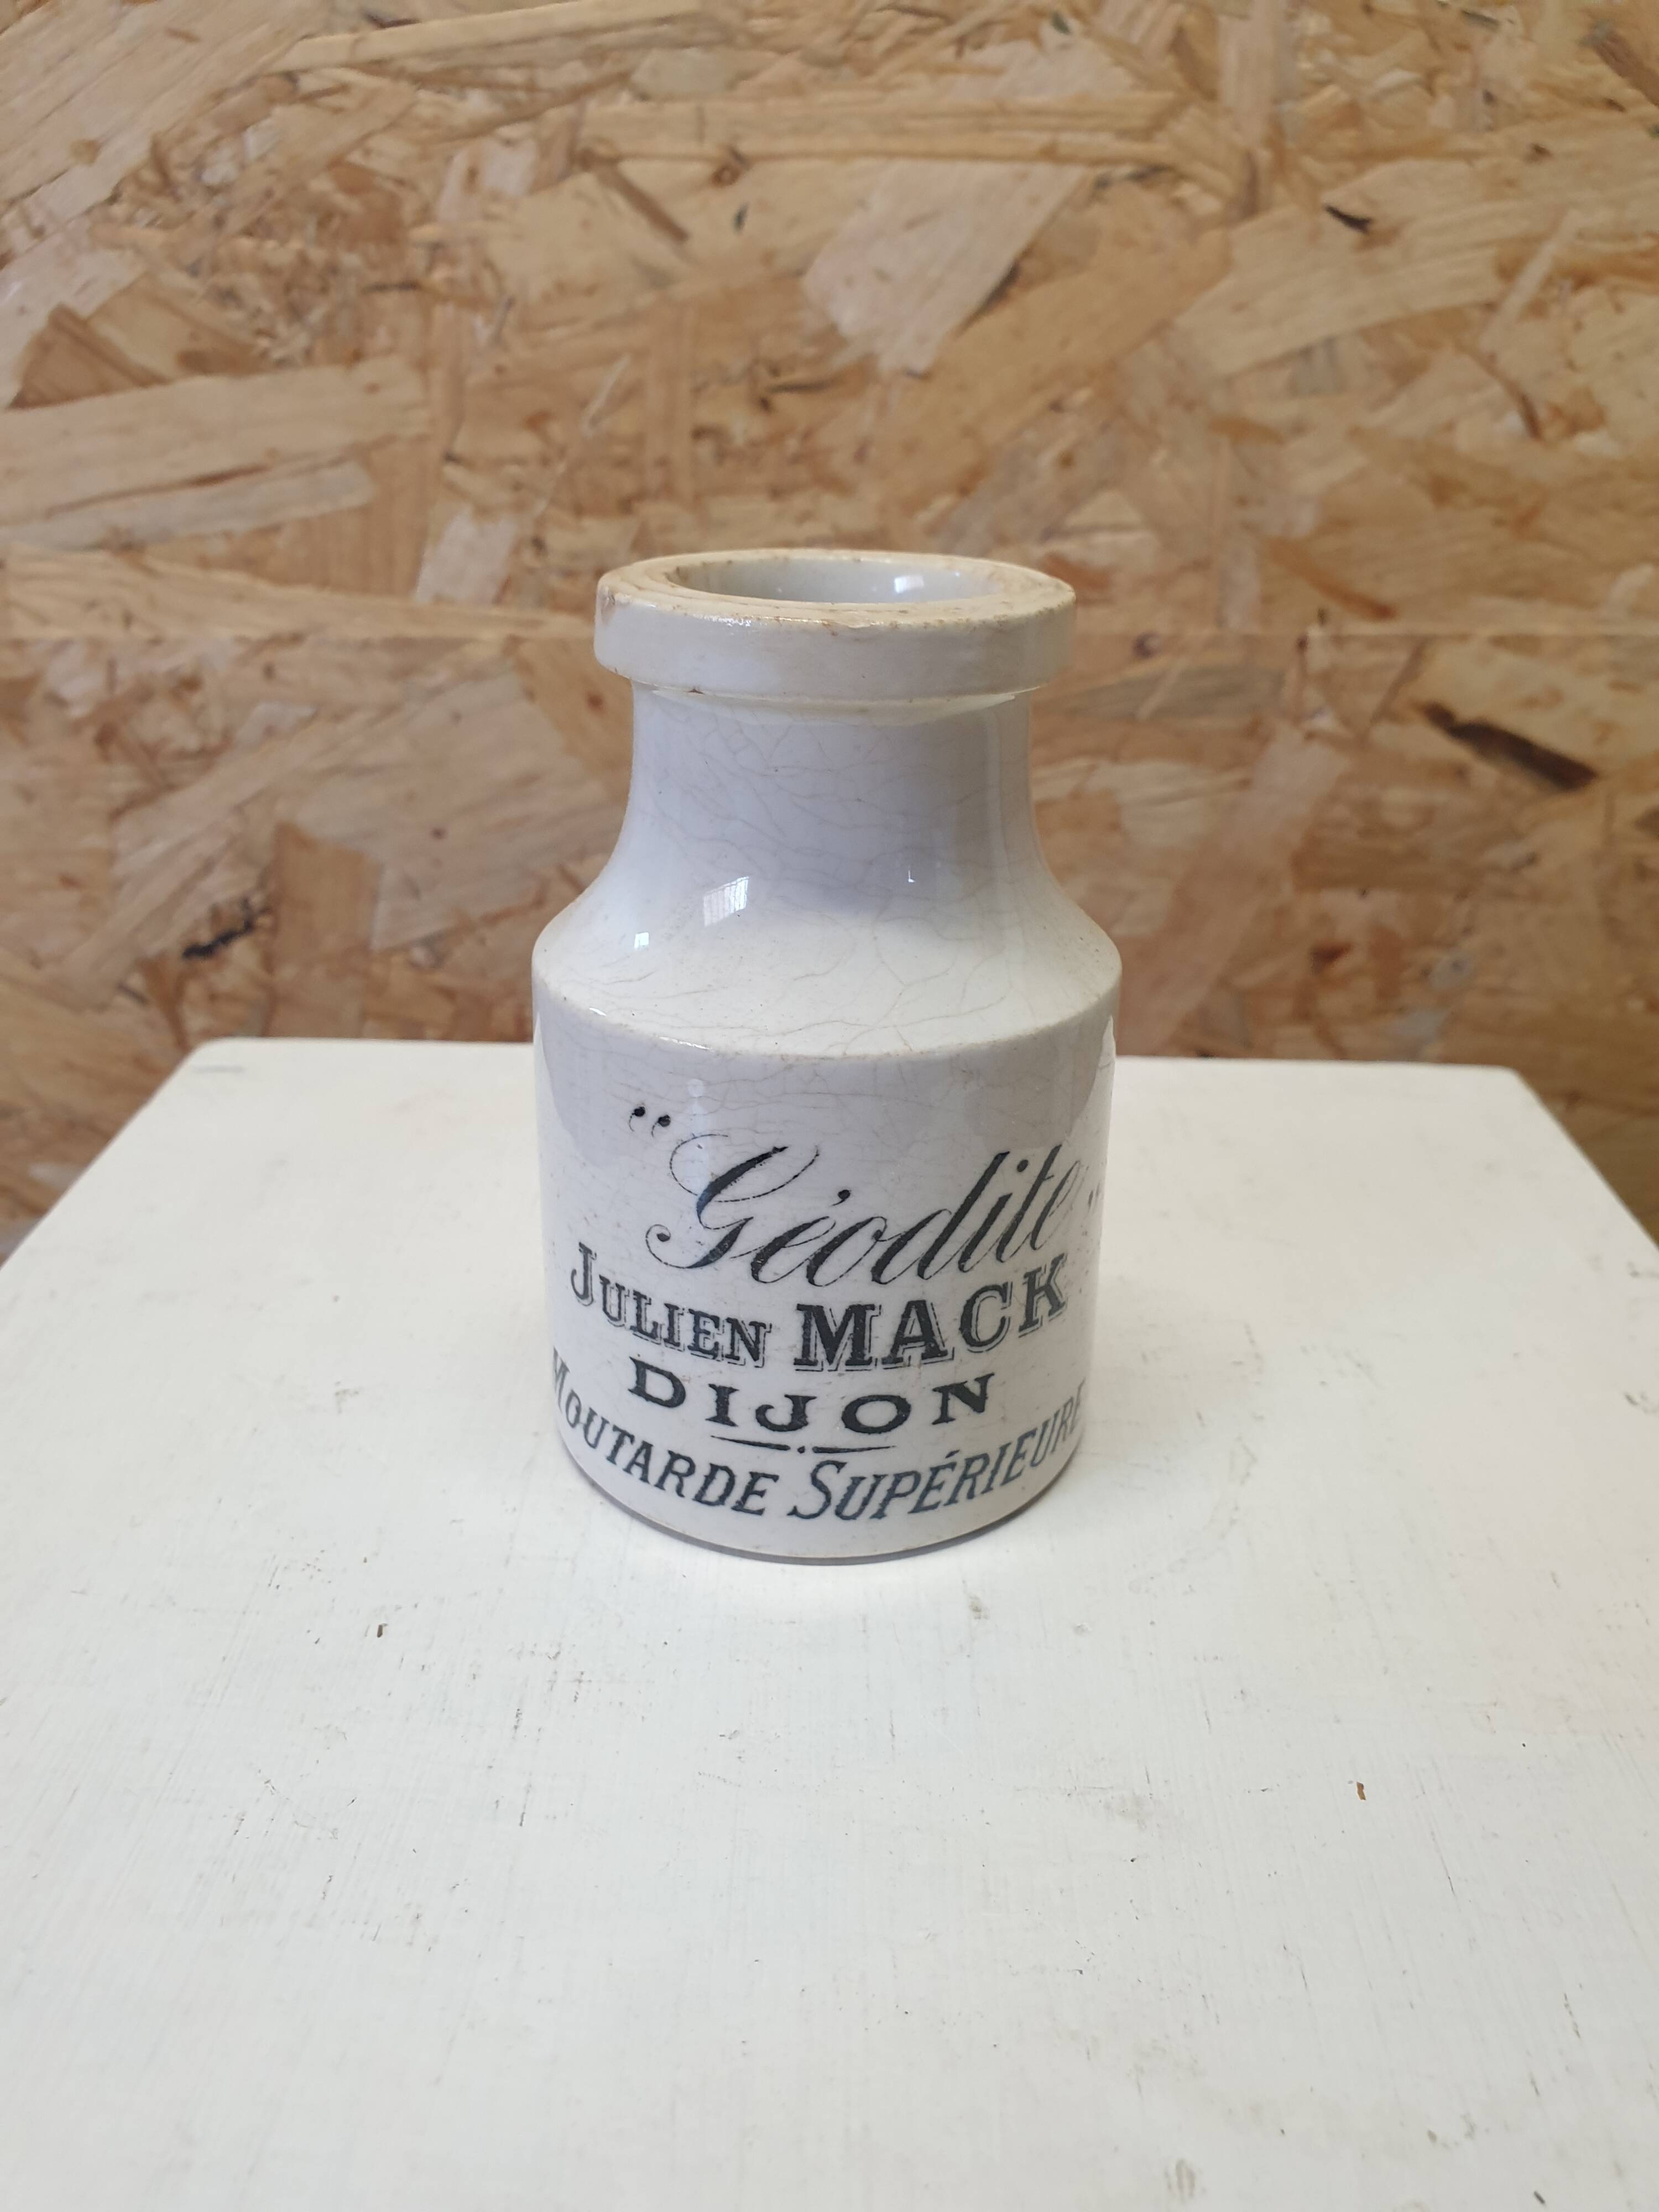 "Géodite"
JULIEN MACK
DIJON
MOUTARDE SUPÉRIEURE